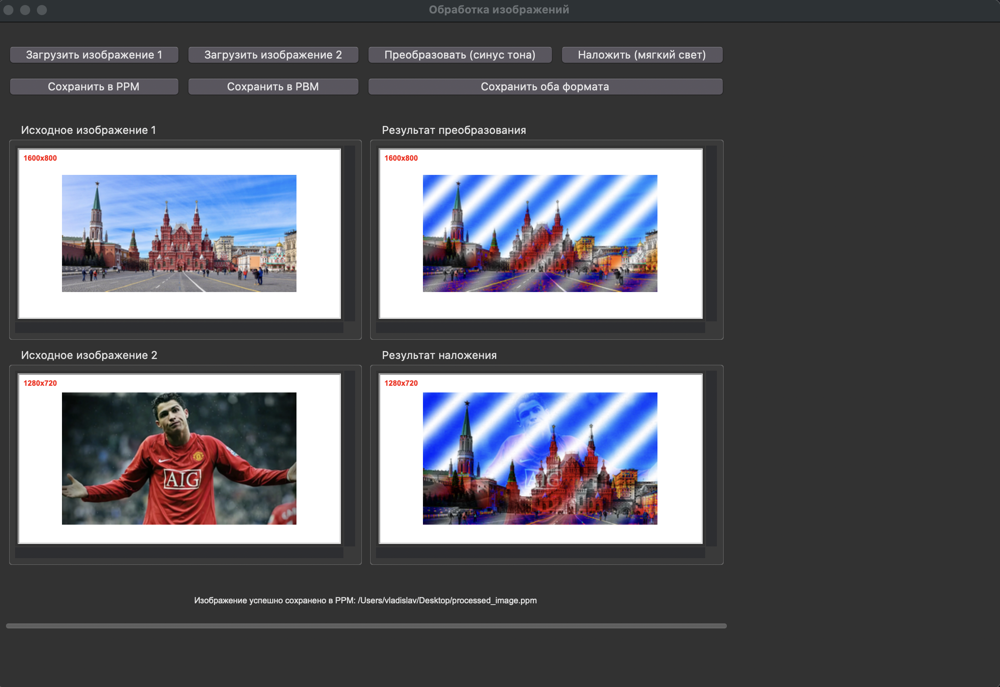 Обработка изображений
Загрузить изображение 1
Загрузить изображение 2
Преобразовать (синус тона)
Наложить (мягкий свет)
Сохранить в PPM
Сохранить в PBM
Сохранить оба формата
Исходное изображение 1
Результат преобразования
1600x800
1600x800
Исходное изображение 2
Результат наложения
1280x720
1280x720
AIG
AIG
Изображение успешно сохранено в PPM: /Users/vladislav/Desktop/processed_image.ppm